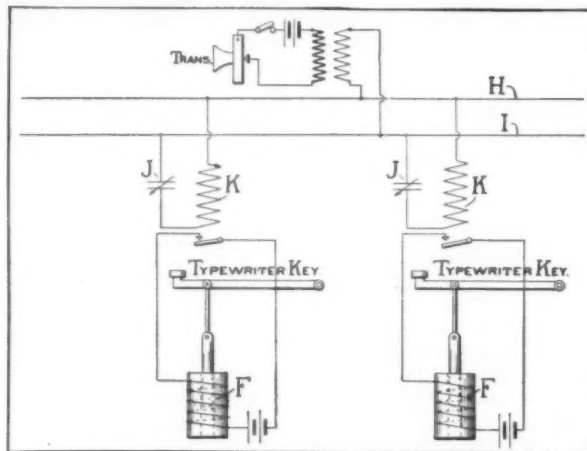 TRANS.
H
I
J
K
J
K
TYPEWRITER KEY.
TYPEWRITER KEY.
F
F